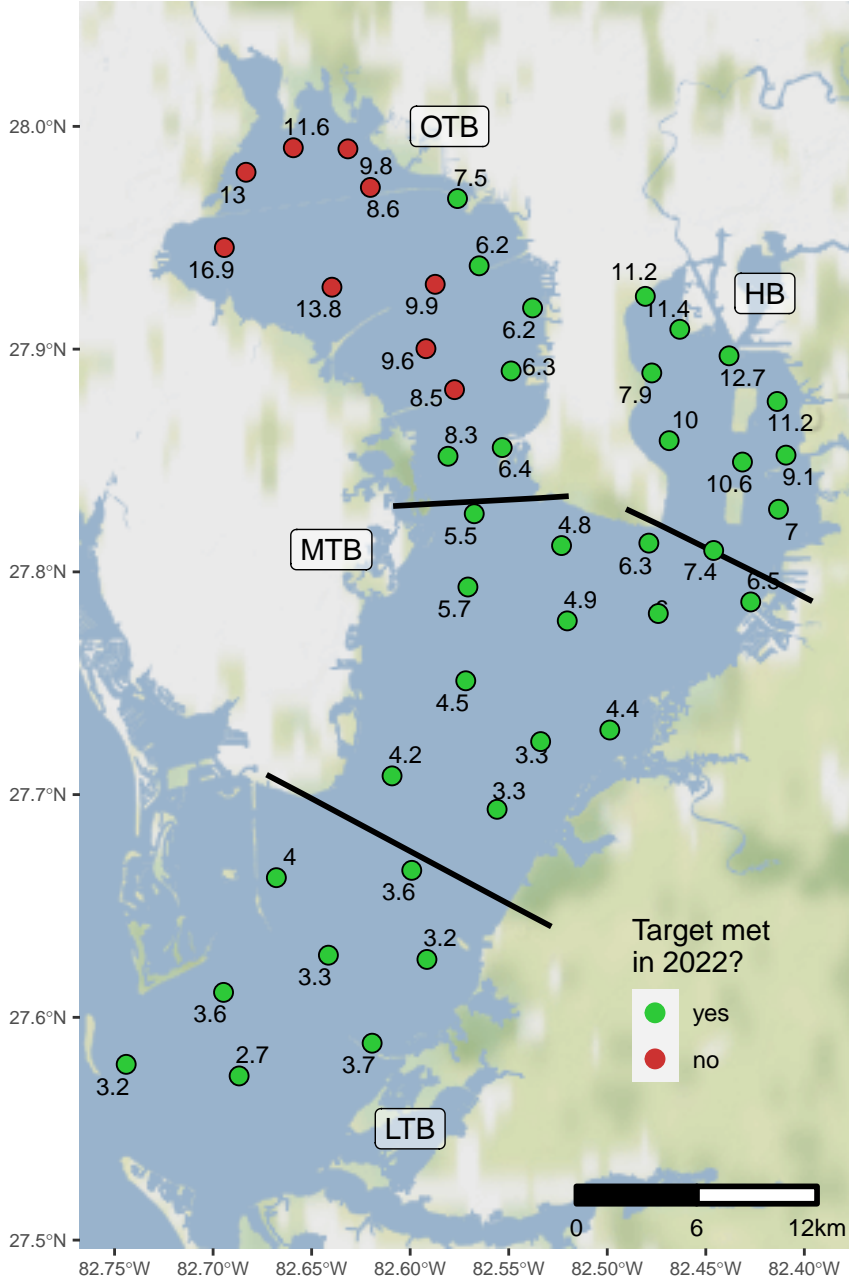 28.0°N
27.9°N
27.8°N
27.7°N
27.6°N
27.5°N
11.6
OTB
9.8
13
8.6
7.5
16.9
6.2
13.8
9.9
6.2
11.2
HB
11.4
9.6
6.3
12.7
8.5
7.9
11.2
8.3
10
6.4
10.6
9.1
5.5
4.8
7
MTB
6.3
7.4
6.5
5.7
4.9
6
4.5
4.4
4.2
3.3
3.3
4
3.6
3.2
3.3
Target met
in 2022?
yes
no
3.6
3.7
2.7
3.2
LTB
0
6
12km
82.75°W
82.70°W
82.65°W
82.60°W
82.55°W
82.50°W
82.45°W
82.40°W